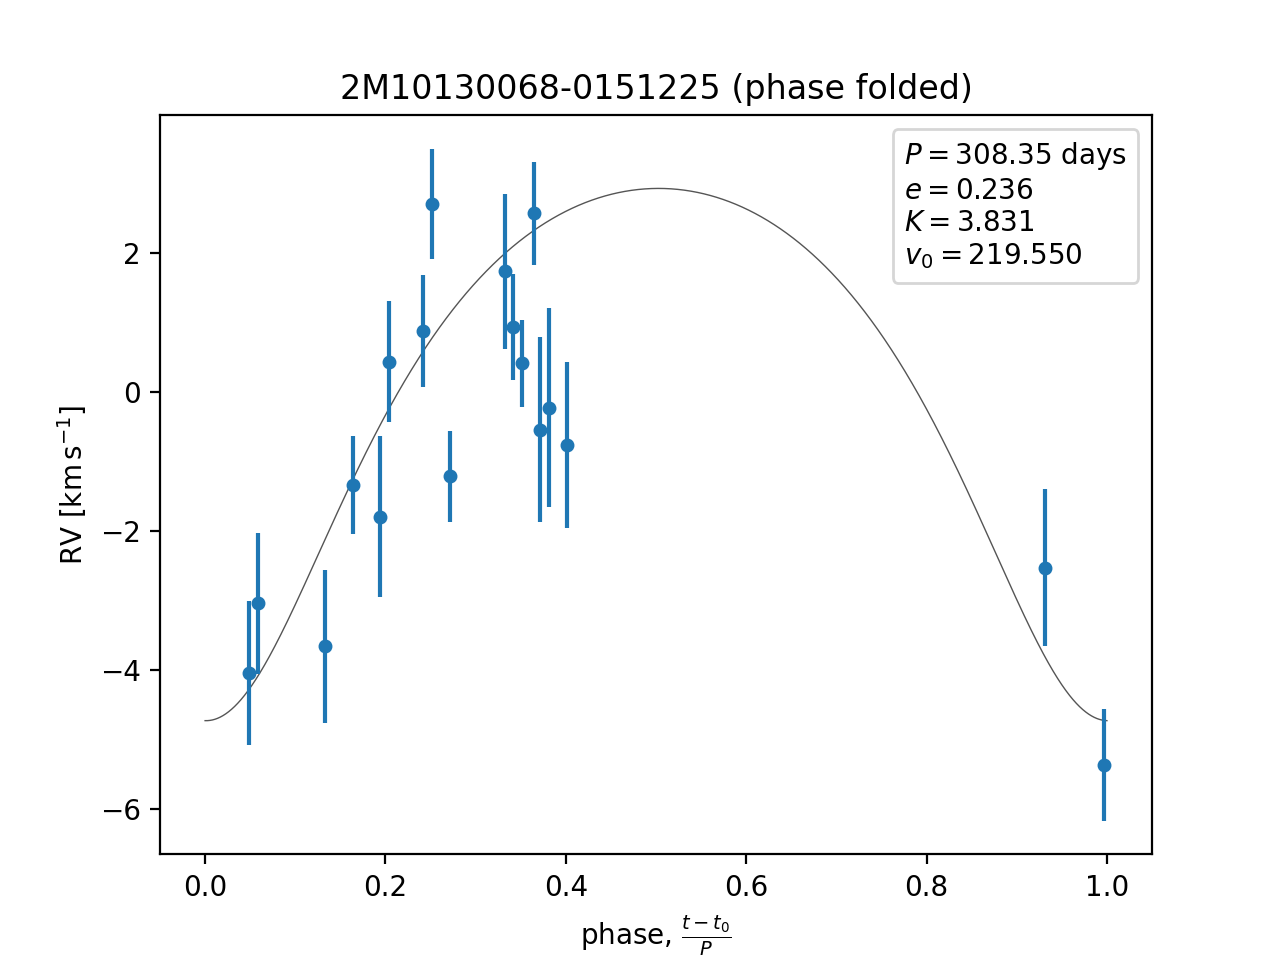 2M10130068-0151225 (phase folded)
P = 308.35 days
e = 0.236
K = 3.831
v₀ = 219.550
RV [km s⁻¹]
2
0
−2
−4
−6
0.0 0.2 0.4 0.6 0.8 1.0
phase, (t − t₀)/P